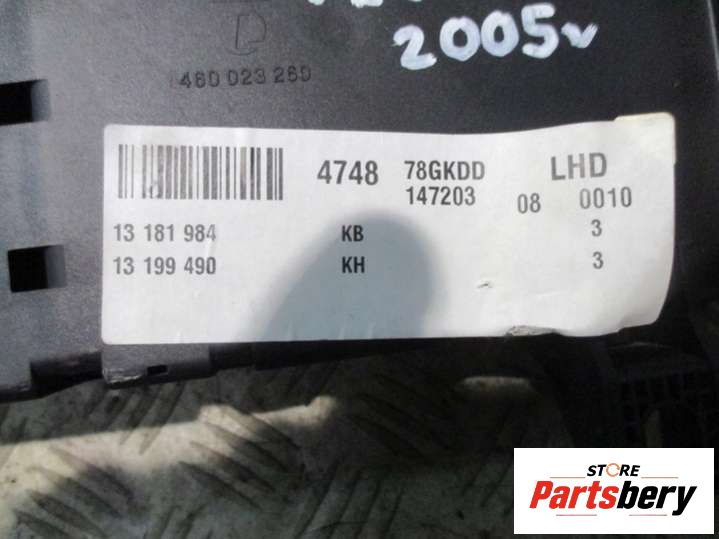 2005v
460 023 260
4748 78GKDD LHD
147203 08 0010
13 181 984 KB 3
13 199 490 KH 3
STORE
Partsbery